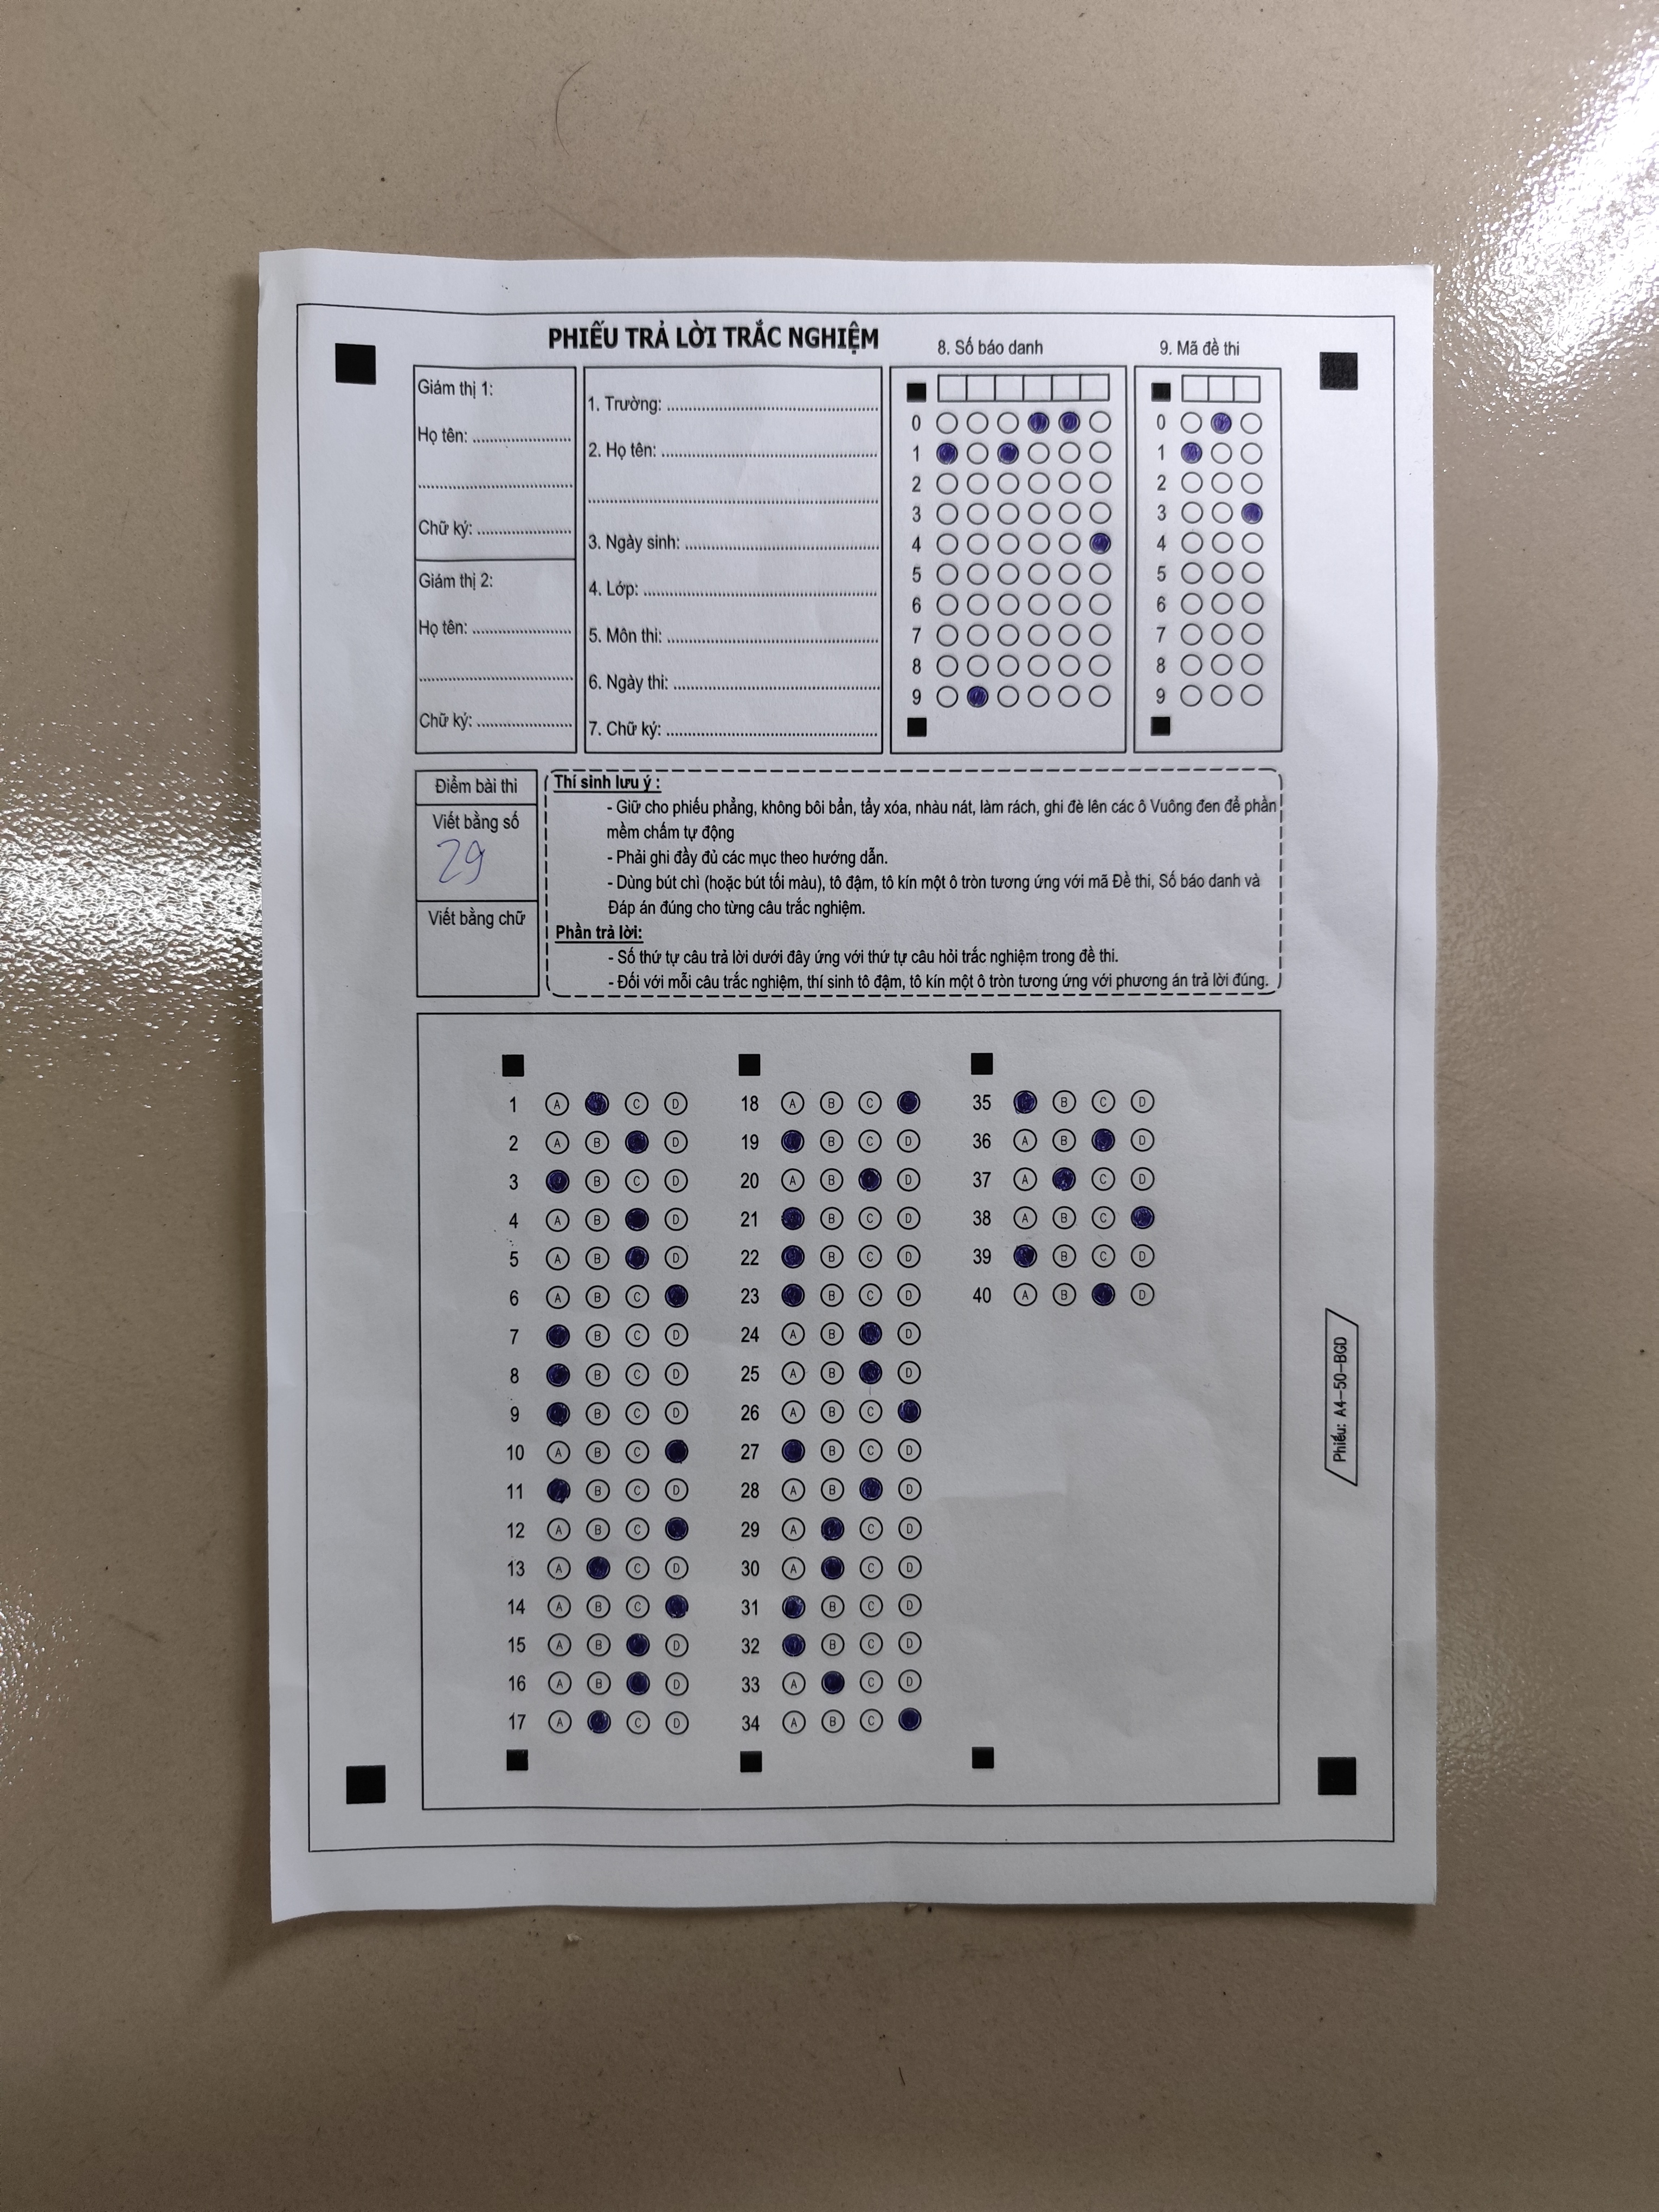 PHIẾU TRẢ LỜI TRẮC NGHIỆM
Giám thị 1:
Họ tên: ........................
........................................
Chữ ký: ........................
Giám thị 2:
Họ tên: ........................
........................................
Chữ ký: ........................
1. Trường: ......................................................
2. Họ tên: ......................................................
..........................................................................
3. Ngày sinh: ..................................................
4. Lớp: ...........................................................
5. Môn thi: .....................................................
6. Ngày thi: ....................................................
7. Chữ ký: ......................................................
8. Số báo danh
0
1
2
3
4
5
6
7
8
9
9. Mã đề thi
0
1
2
3
4
5
6
7
8
9
Điểm bài thi
Viết bằng số
29
Viết bằng chữ
Thí sinh lưu ý :
- Giữ cho phiếu phẳng, không bôi bẩn, tẩy xóa, nhàu nát, làm rách, ghi đè lên các ô Vuông đen để phần
mềm chấm tự động
- Phải ghi đầy đủ các mục theo hướng dẫn.
- Dùng bút chì (hoặc bút tối màu), tô đậm, tô kín một ô tròn tương ứng với mã Đề thi, Số báo danh và
Đáp án đúng cho từng câu trắc nghiệm.
Phần trả lời:
- Số thứ tự câu trả lời dưới đây ứng với thứ tự câu hỏi trắc nghiệm trong đề thi.
- Đối với mỗi câu trắc nghiệm, thí sinh tô đậm, tô kín một ô tròn tương ứng với phương án trả lời đúng.
1 A C D
2 A B D
3 B C D
4 A B D
5 A B D
6 A B C
7 B C D
8 B C D
9 B C D
10 A B C
11 B C D
12 A B C
13 A C D
14 A B C
15 A B D
16 A B D
17 A C D
18 A B C
19 B C D
20 A B D
21 B C D
22 B C D
23 B C D
24 A B D
25 A B D
26 A B C
27 B C D
28 A B D
29 A C D
30 A C D
31 B C D
32 B C D
33 A C D
34 A B C
35 B C D
36 A B D
37 A C D
38 A B C
39 B C D
40 A B D
Phiếu: A4-50-BGD